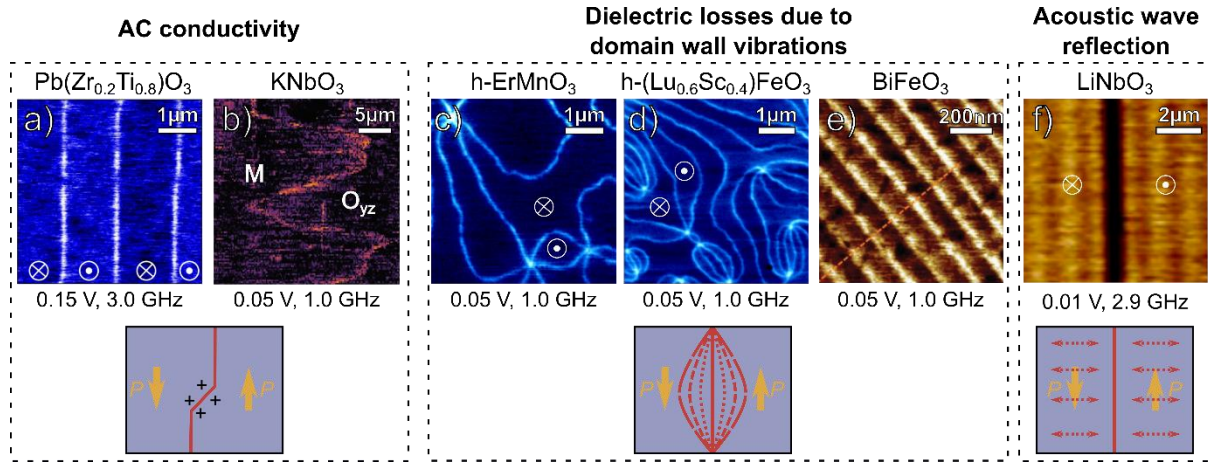 AC conductivity
Dielectric losses due to
domain wall vibrations
Acoustic wave
reflection
Pb(Zr₀.₂Ti₀.₈)O₃
KNbO₃
h-ErMnO₃
h-(Lu₀.₆Sc₀.₄)FeO₃
BiFeO₃
LiNbO₃
a) 1µm
b) 5µm
M
O_yz
c) 1µm
d) 1µm
e) 200nm
f) 2µm
0.15 V, 3.0 GHz
0.05 V, 1.0 GHz
0.05 V, 1.0 GHz
0.05 V, 1.0 GHz
0.05 V, 1.0 GHz
0.01 V, 2.9 GHz
P + + + + P
P P
P P